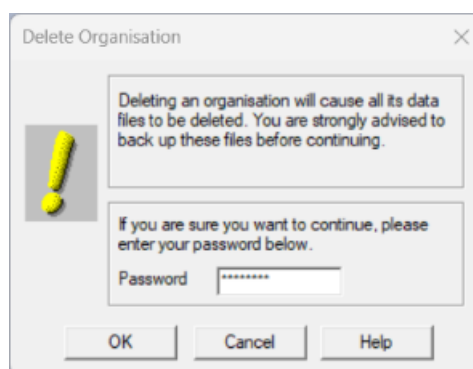 Delete Organisation
Deleting an organisation will cause all its data
files to be deleted. You are strongly advised to
back up these files before continuing.
If you are sure you want to continue, please
enter your password below.
Password ********
OK Cancel Help